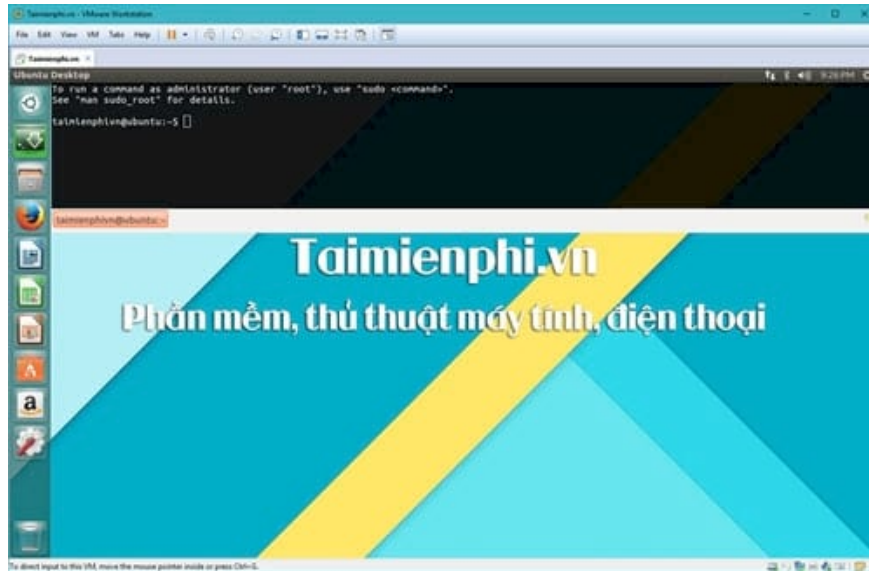 Taimienphi.vn - VMware Workstation
File Edit View VM Tabs Help
Taimienphi.vn
Ubuntu Desktop
9:26 PM
To run a command as administrator (user "root"), use "sudo <command>".
See "man sudo_root" for details.
taimienphivn@ubuntu:~$
taimienphivn@ubuntu: ~
Taimienphi.vn
Phần mềm, thủ thuật máy tính, điện thoại
To direct input to this VM, move the mouse pointer inside or press Ctrl+G.